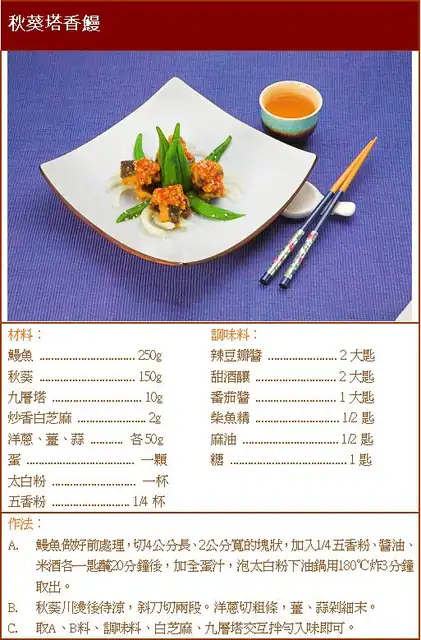 秋葵塔香鰻
材料：
鰻魚 ................................ 250g
秋葵 ................................ 150g
九層塔 ............................ 10g
炒香白芝麻 ...................... 2g
洋蔥、薑、蒜 ........... 各50g
蛋 .................................... 一顆
太白粉 ............................ 一杯
五香粉 .......................... 1/4 杯
調味料：
辣豆瓣醬 ....................... 2 大匙
甜酒釀 ........................... 2 大匙
番茄醬 ........................... 1 大匙
柴魚精 ............................ 1/2 匙
麻油 ................................ 1/2 匙
糖 ....................................... 1 匙
作法：
A. 鰻魚做好前處理，切4公分長、2公分寬的塊狀，加入1/4五香粉、醬油、
米酒各一匙醃20分鐘後，加全蛋汁，泡太白粉下油鍋用180℃炸3分鐘
取出。
B. 秋葵川燙後待涼，斜刀切兩段。洋蔥切粗條，薑、蒜剁細末。
C. 取A、B料、調味料、白芝麻、九層塔交互拌勻入味即可。